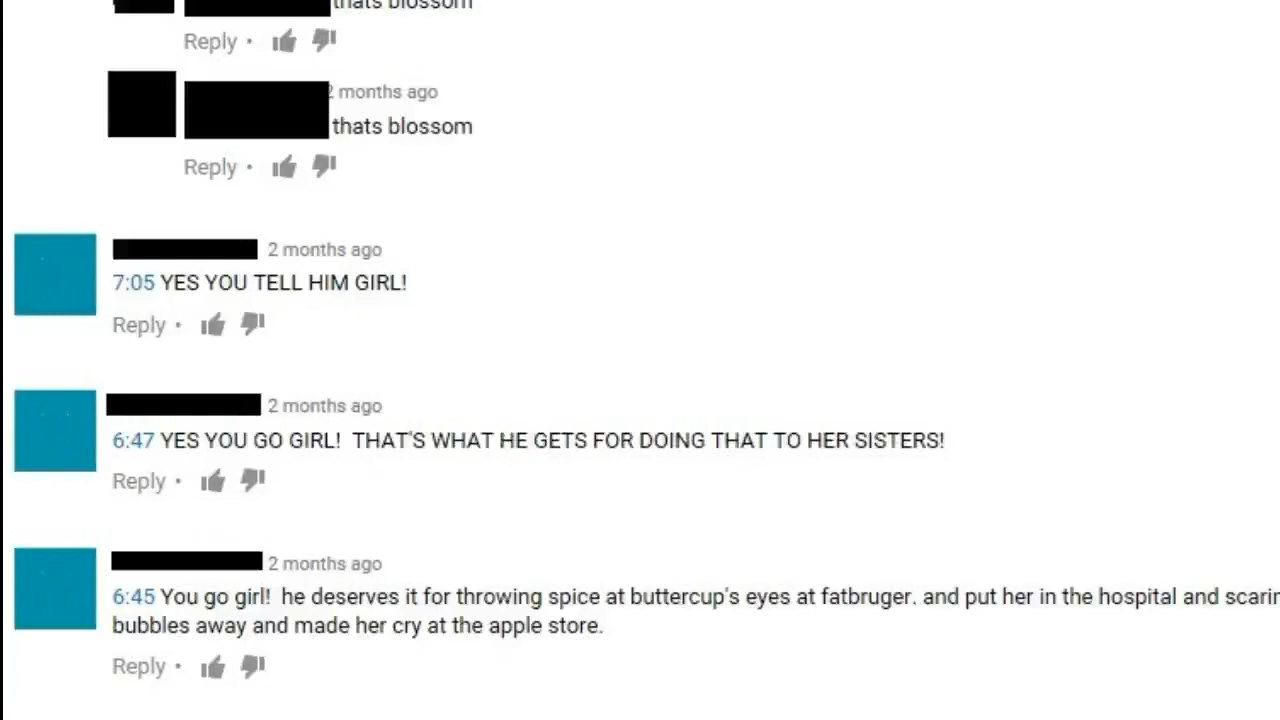 thats blossom
Reply •
2 months ago
thats blossom
Reply •
2 months ago
7:05 YES YOU TELL HIM GIRL!
Reply •
2 months ago
6:47 YES YOU GO GIRL!  THAT'S WHAT HE GETS FOR DOING THAT TO HER SISTERS!
Reply •
2 months ago
6:45 You go girl!  he deserves it for throwing spice at buttercup's eyes at fatbruger. and put her in the hospital and
bubbles away and made her cry at the apple store.
Reply •